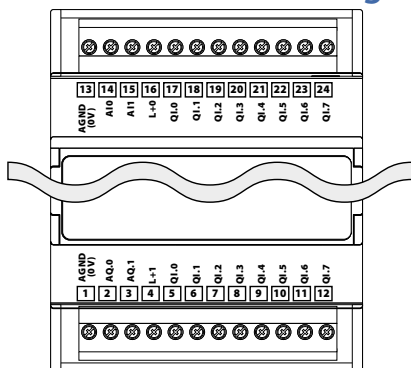 13 14 15 16 17 18 19 20 21 22 23 24
AGND (0V) AI0 AI1 L+0 QI.0 QI.1 QI.2 QI.3 QI.4 QI.5 QI.6 QI.7
AGND (0V) AQ.0 AQ.1 L+1 QI.0 QI.1 QI.2 QI.3 QI.4 QI.5 QI.6 QI.7
1 2 3 4 5 6 7 8 9 10 11 12